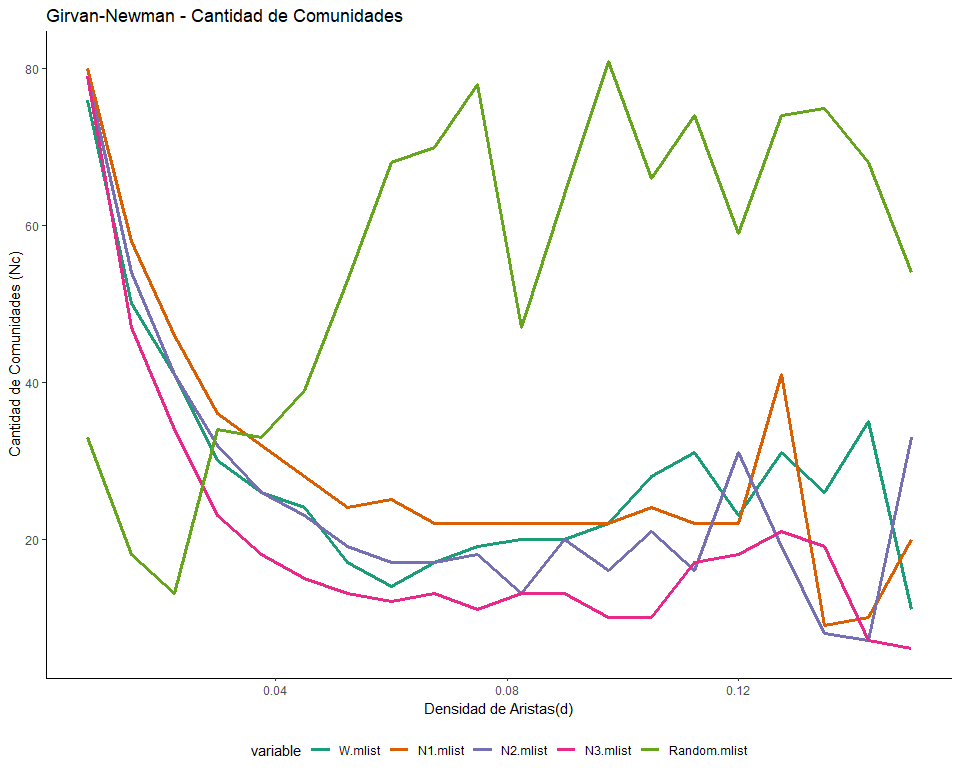 Girvan-Newman - Cantidad de Comunidades
Cantidad de Comunidades (Nc)
80
60
40
20
0.04
0.08
0.12
Densidad de Aristas(d)
variable W.mlist N1.mlist N2.mlist N3.mlist Random.mlist